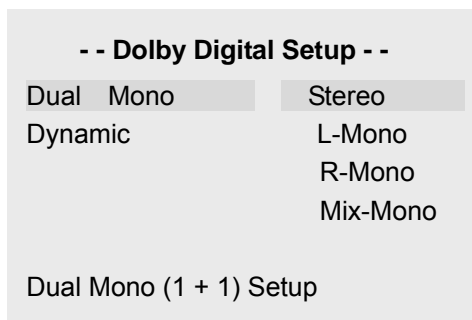 - - Dolby Digital Setup - -
Dual Mono Stereo
Dynamic L-Mono
R-Mono
Mix-Mono
Dual Mono (1 + 1) Setup